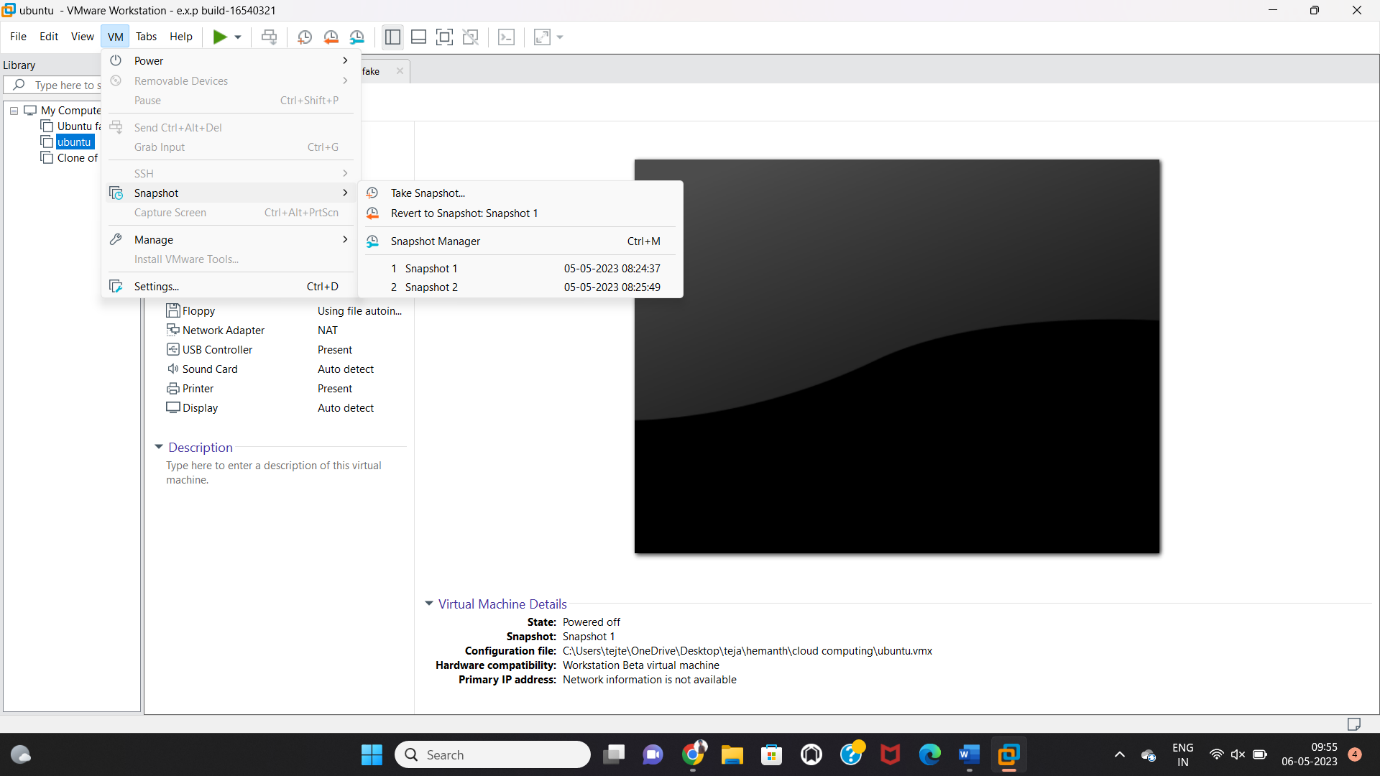 ubuntu - VMware Workstation - e.x.p build-16540321
File Edit View VM Tabs Help
Library
Type here to s
My Compute
Ubuntu fa
ubuntu
Clone of
fake
Power
Removable Devices
Pause Ctrl+Shift+P
Send Ctrl+Alt+Del
Grab Input Ctrl+G
SSH
Snapshot
Capture Screen Ctrl+Alt+PrtScn
Manage
Install VMware Tools...
Settings... Ctrl+D
Take Snapshot...
Revert to Snapshot: Snapshot 1
Snapshot Manager Ctrl+M
1 Snapshot 1 05-05-2023 08:24:37
2 Snapshot 2 05-05-2023 08:25:49
Floppy Using file autoin...
Network Adapter NAT
USB Controller Present
Sound Card Auto detect
Printer Present
Display Auto detect
Description
Type here to enter a description of this virtual
machine.
Virtual Machine Details
State: Powered off
Snapshot: Snapshot 1
Configuration file: C:\Users\tejte\OneDrive\Desktop\teja\hemanth\cloud computing\ubuntu.vmx
Hardware compatibility: Workstation Beta virtual machine
Primary IP address: Network information is not available
Search
ENG
IN
09:55
06-05-2023
4